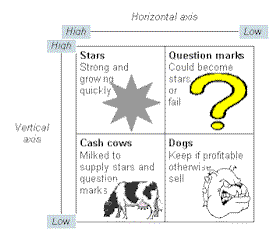 Horizontal axis
High
Low
High
Stars
Strong and
growing
quickly
Question marks
Could become
stars
or
fail
Vertical
axis
Cash cows
Milked to
supply stars and
question
marks
Dogs
Keep if profitable
otherwise
sell
Low